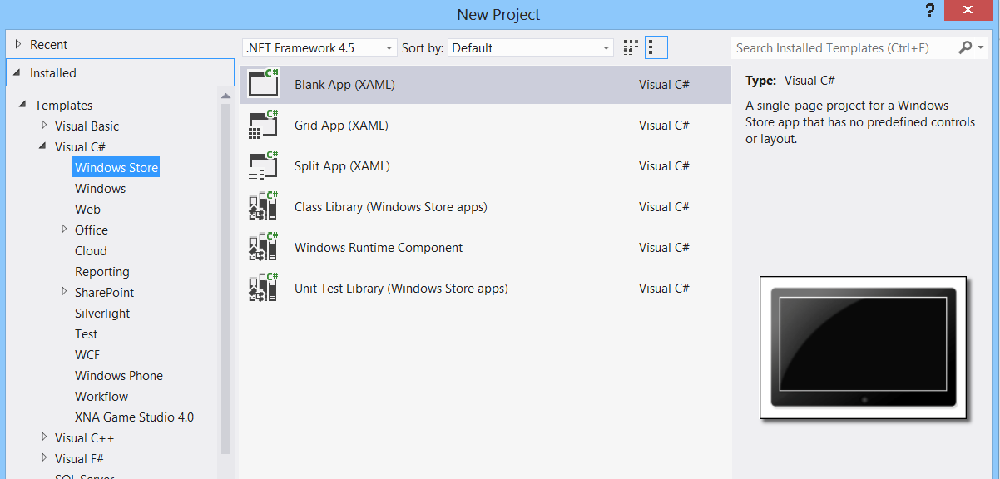 New Project
?
Recent
Installed
Templates
Visual Basic
Visual C#
Windows Store
Windows
Web
Office
Cloud
Reporting
SharePoint
Silverlight
Test
WCF
Windows Phone
Workflow
XNA Game Studio 4.0
Visual C++
Visual F#
SQL Server
.NET Framework 4.5 Sort by: Default
C# Blank App (XAML) Visual C#
C# Grid App (XAML) Visual C#
C# Split App (XAML) Visual C#
C# Class Library (Windows Store apps) Visual C#
C# Windows Runtime Component Visual C#
C# Unit Test Library (Windows Store apps) Visual C#
Search Installed Templates (Ctrl+E)
Type: Visual C#
A single-page project for a Windows
Store app that has no predefined controls
or layout.